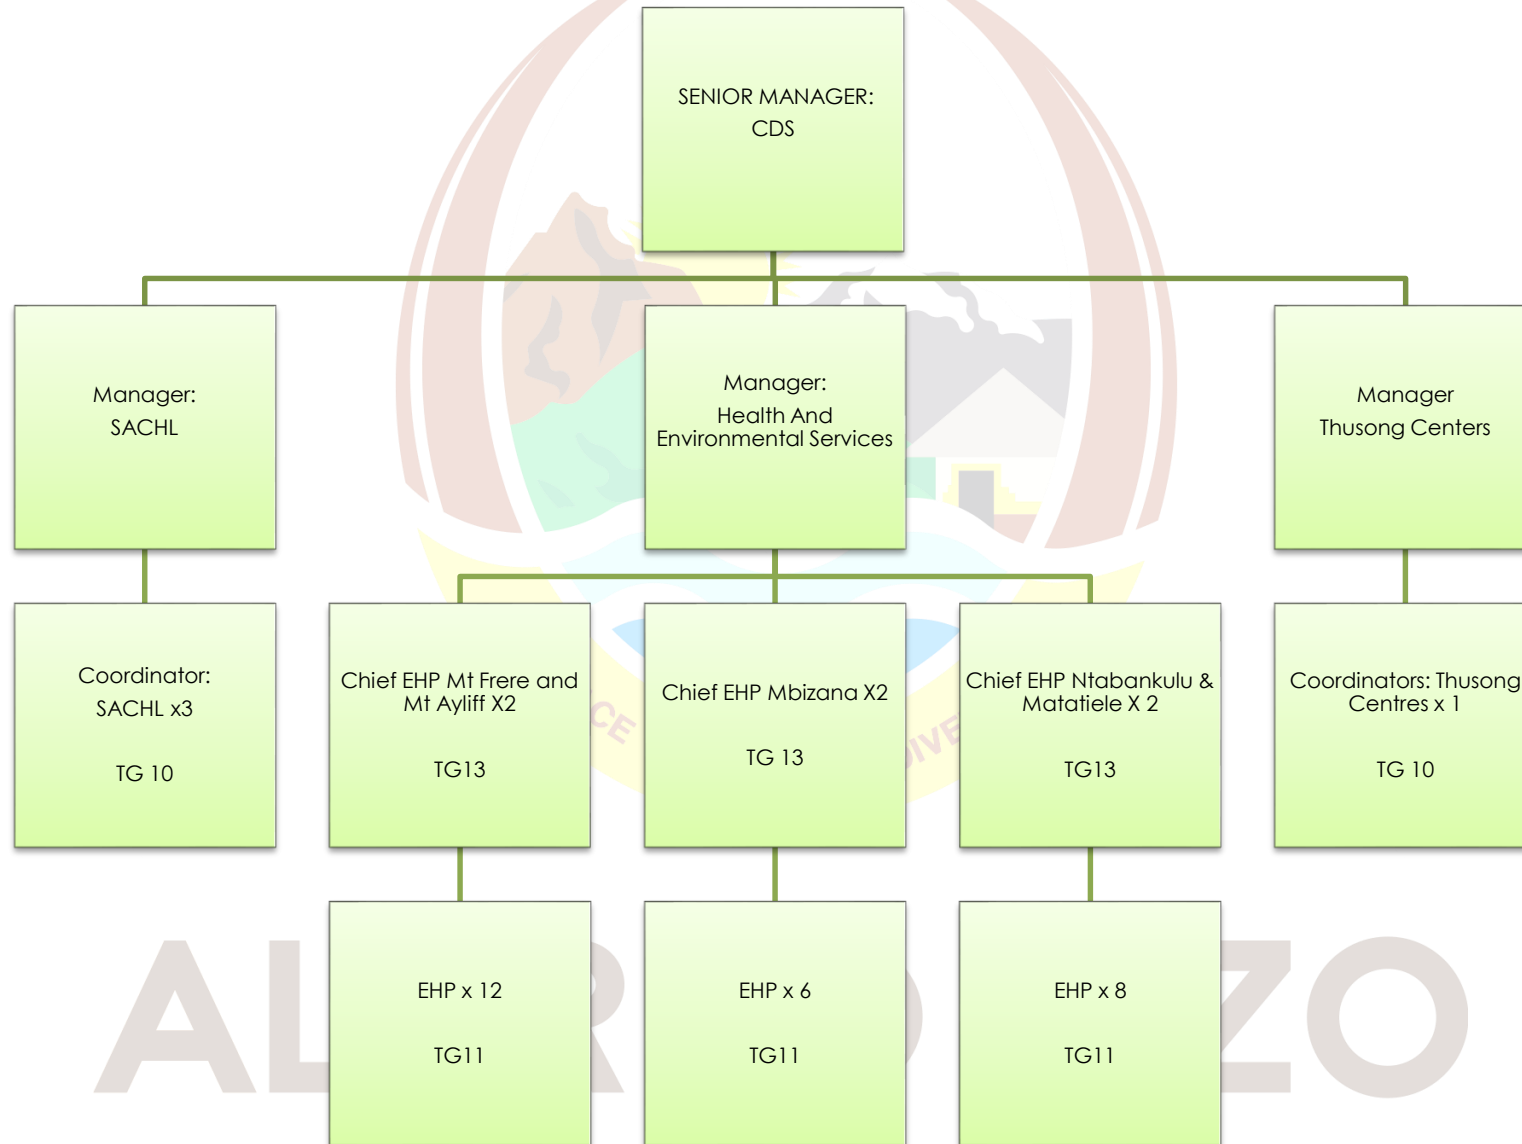 SENIOR MANAGER:
CDS
Manager:
SACHL
Manager:
Health And
Environmental Services
Manager
Thusong Centers
Coordinator:
SACHL x3
TG 10
Chief EHP Mt Frere and
Mt Ayliff X2
TG13
Chief EHP Mbizana X2
TG 13
Chief EHP Ntabankulu &
Matatiele X 2
TG13
Coordinators: Thusong
Centres x 1
TG 10
EHP x 12
TG11
EHP x 6
TG11
EHP x 8
TG11